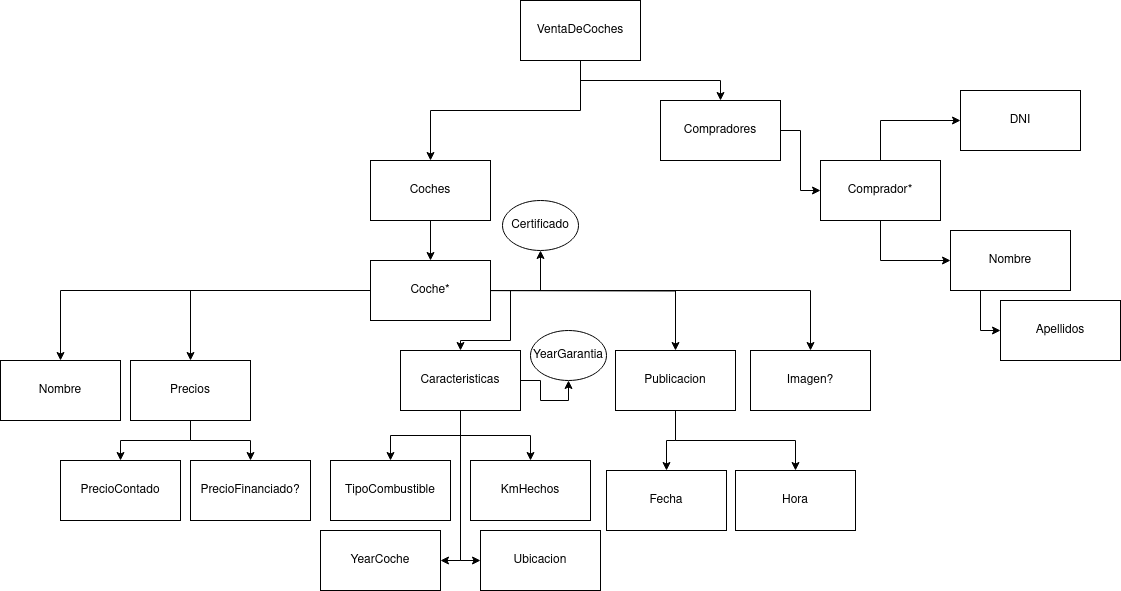 VentaDeCoches
Compradores
DNI
Coches
Comprador*
Certificado
Nombre
Coche*
Apellidos
Nombre
Precios
Caracteristicas
YearGarantia
Publicacion
Imagen?
PrecioContado
PrecioFinanciado?
TipoCombustible
KmHechos
Fecha
Hora
YearCoche
Ubicacion